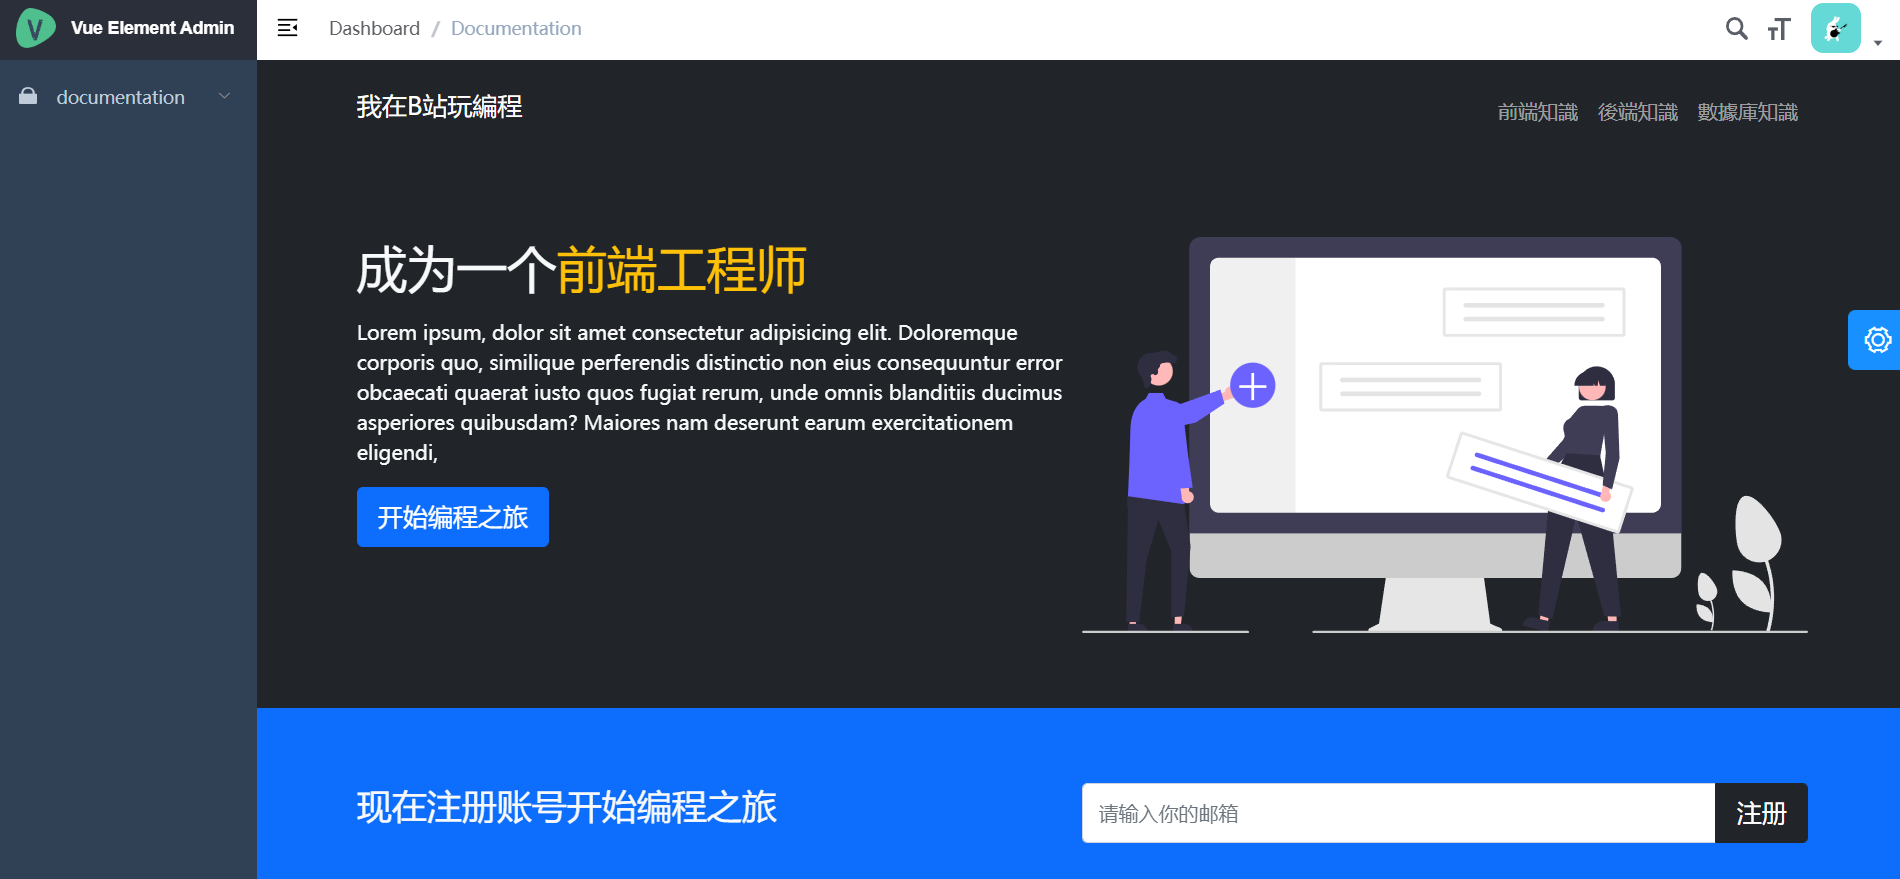 Vue Element Admin
Dashboard / Documentation
documentation
我在B站玩編程
前端知識 後端知識 數據庫知識
成为一个前端工程师
Lorem ipsum, dolor sit amet consectetur adipisicing elit. Doloremque
corporis quo, similique perferendis distinctio non eius consequuntur error
obcaecati quaerat iusto quos fugiat rerum, unde omnis blanditiis ducimus
asperiores quibusdam? Maiores nam deserunt earum exercitationem
eligendi,
开始编程之旅
现在注册账号开始编程之旅
请输入你的邮箱
注册